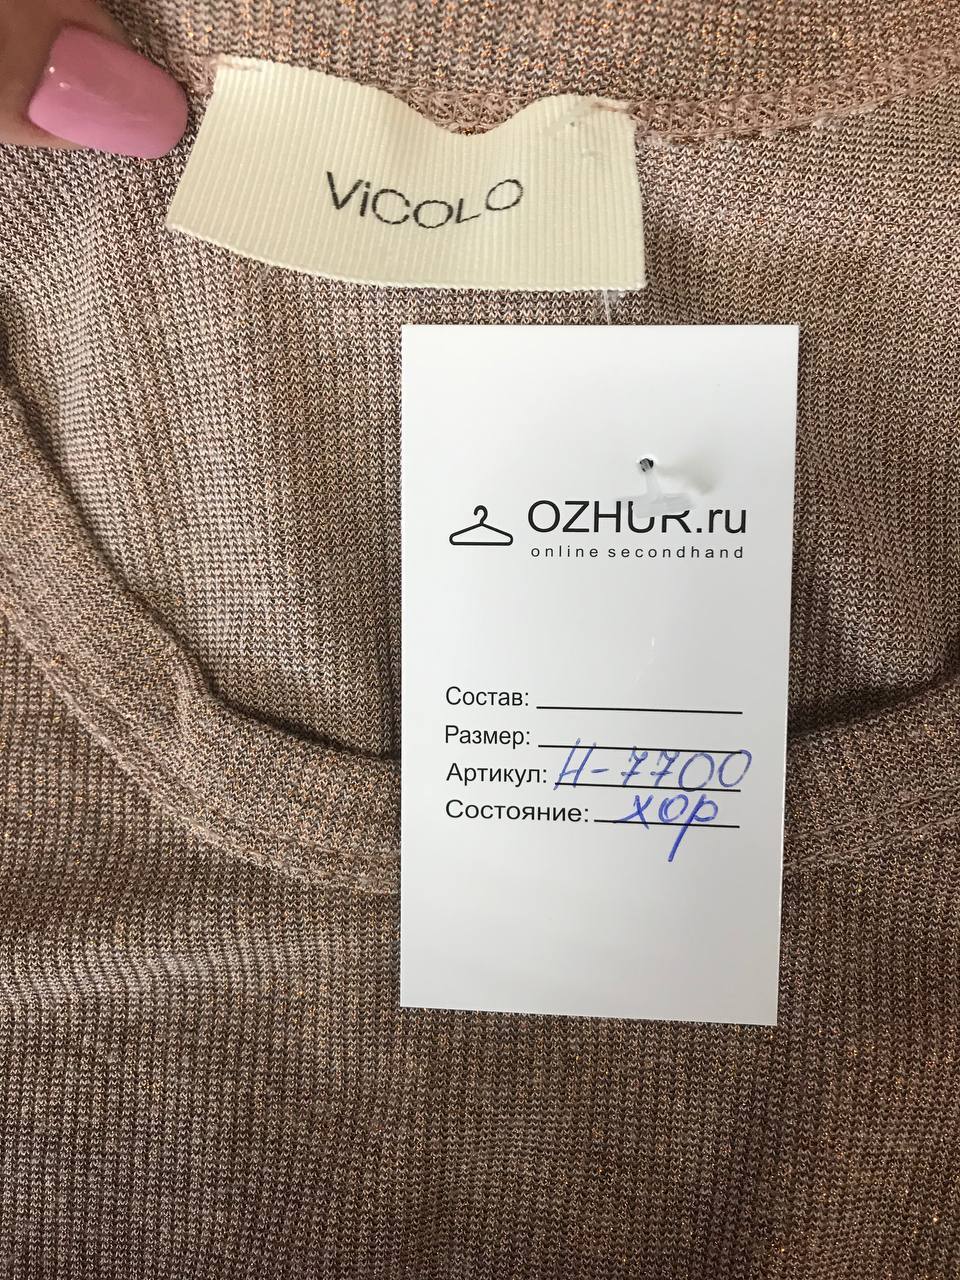 ViCOLO
OZHUR.ru
online secondhand
Состав:
Размер:
Артикул: Н-7700
Состояние: хор